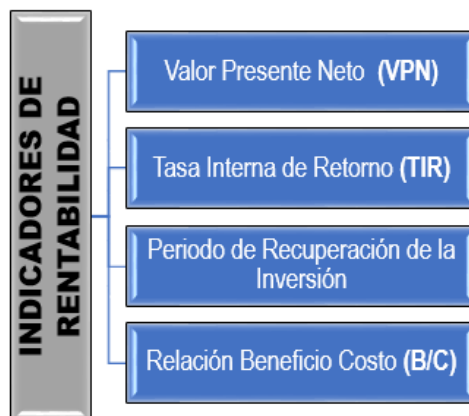 INDICADORES DE
RENTABILIDAD
Valor Presente Neto (VPN)
Tasa Interna de Retorno (TIR)
Periodo de Recuperación de la
Inversión
Relación Beneficio Costo (B/C)